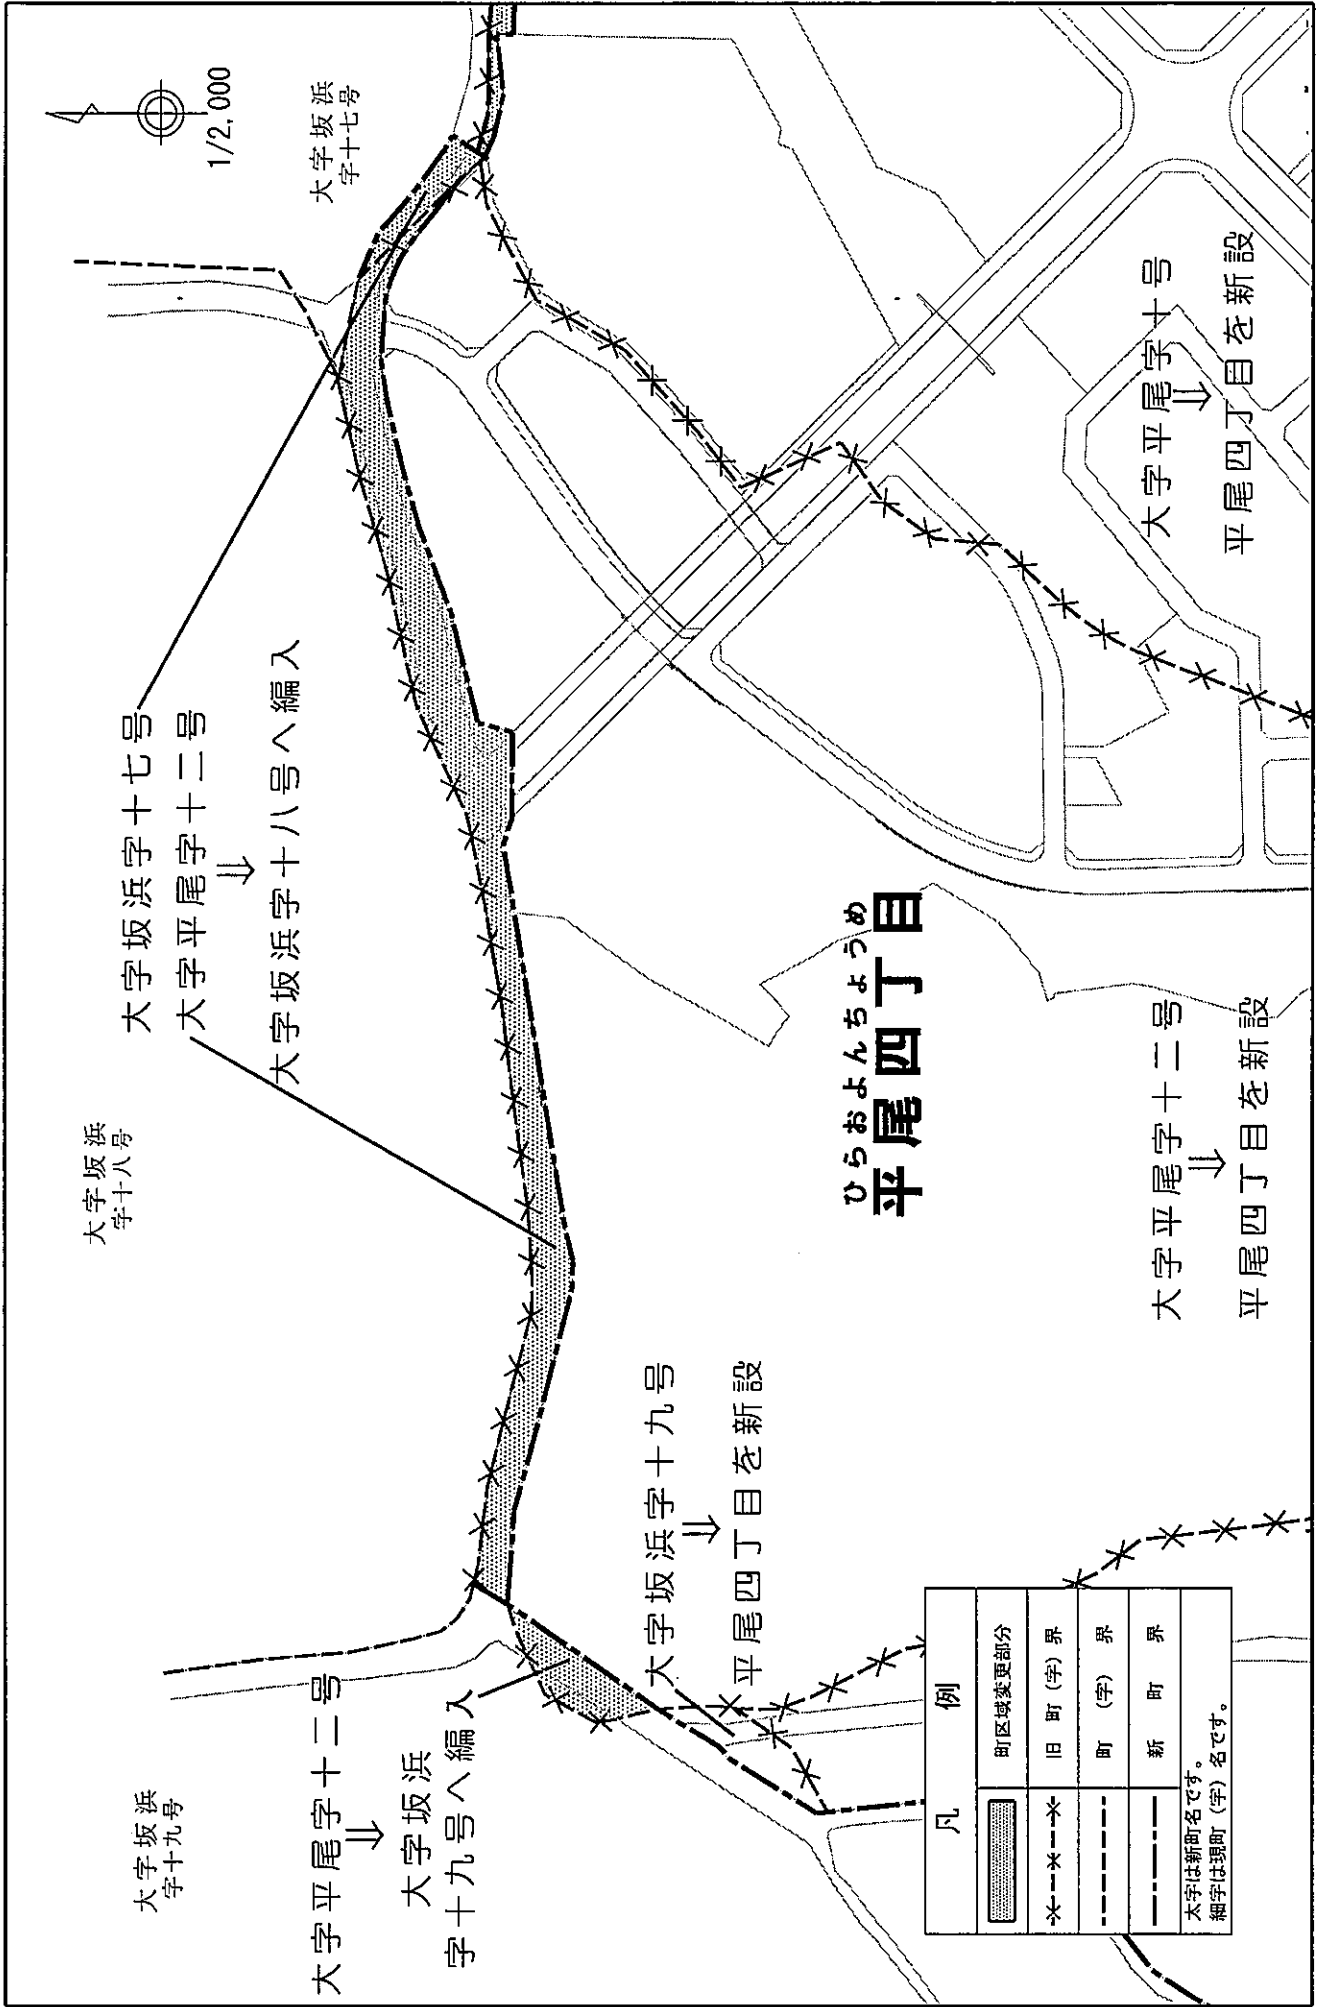 1/2,000
大字坂浜
字十七号
大字坂浜字十七号
大字平尾字十二号
⇒
大字坂浜字十八号へ編入
大字坂浜
字十八号
大字坂浜
字十九号
大字平尾字十二号
⇒
大字坂浜
字十九号へ編入
大字坂浜字十九号
⇒
平尾四丁目を新設
ひらおよんちょうめ
平尾四丁目
大字平尾字十二号
⇒
平尾四丁目を新設
大字平尾字十号
⇒
平尾四丁目を新設
凡 例
町区域変更部分
旧町(字)界
町(字)界
新町界
太字は新町名です。
細字は現町(字)名です。